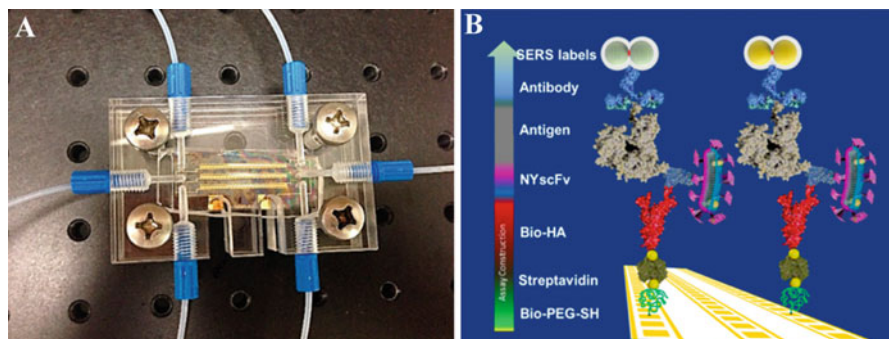 A
B
SERS labels
Antibody
Antigen
NYscFv
Bio-HA
Streptavidin
Bio-PEG-SH
Assay Construction